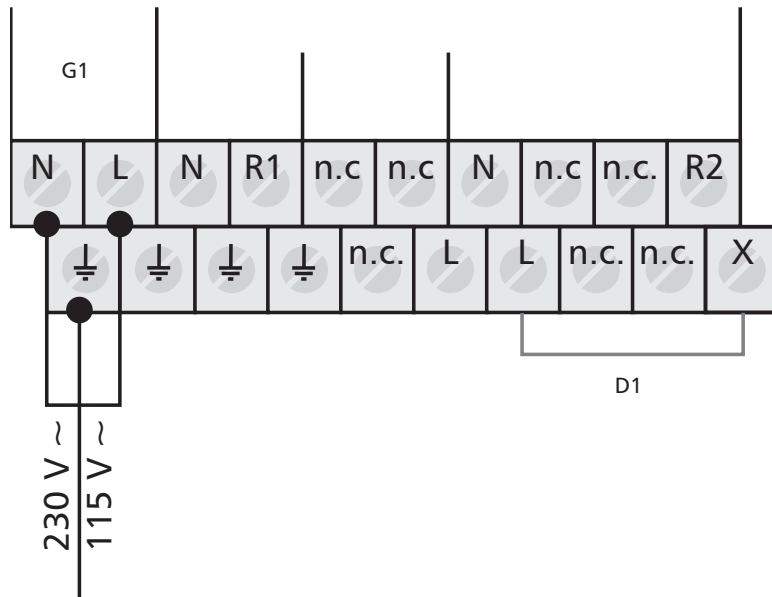 G1
N L N R1 n.c n.c N n.c n.c. R2
n.c. L L n.c. n.c. X
D1
230 V ~
115 V ~